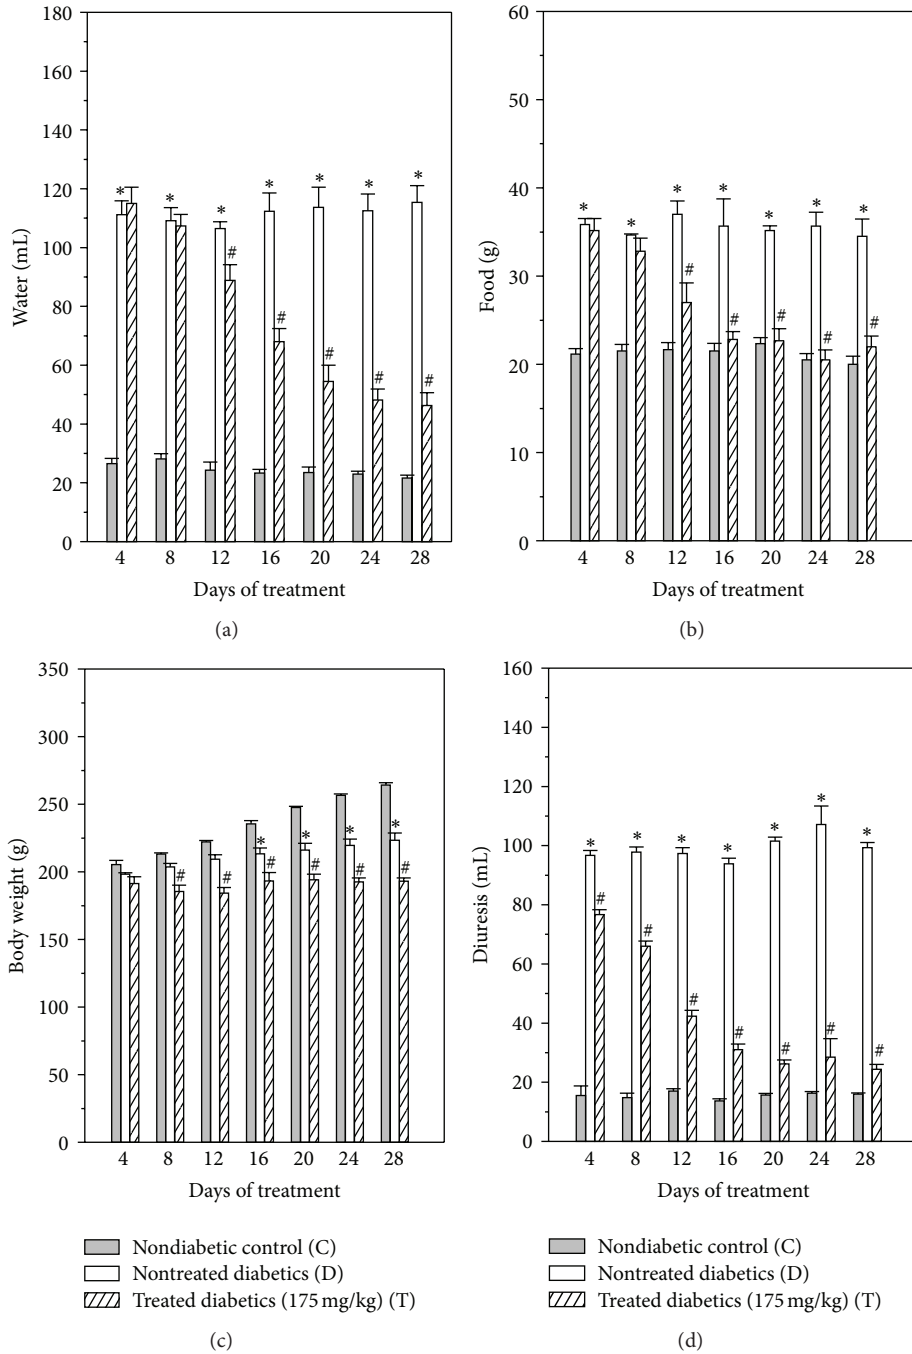 180
160
140
120
100
80
60
40
20
0
Water (mL)
* * * * * * *
# # # # #
4 8 12 16 20 24 28
Days of treatment
(a)
60
50
40
30
20
10
0
Food (g)
* * * * * * *
# # # # #
4 8 12 16 20 24 28
Days of treatment
(b)
350
300
250
200
150
100
50
0
Body weight (g)
* * * *
# # # # # #
4 8 12 16 20 24 28
Days of treatment
Nondiabetic control (C)
Nontreated diabetics (D)
Treated diabetics (175 mg/kg) (T)
(c)
160
140
120
100
80
60
40
20
0
Diuresis (mL)
* * * * * * *
# # # # # # #
4 8 12 16 20 24 28
Days of treatment
Nondiabetic control (C)
Nontreated diabetics (D)
Treated diabetics (175 mg/kg) (T)
(d)